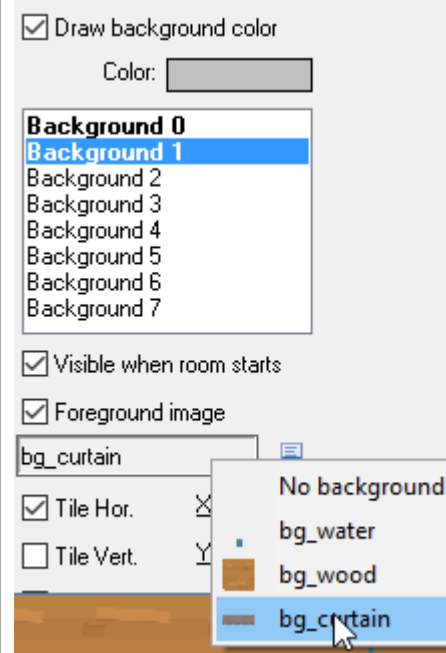 Draw background color
Color:
Background 0
Background 1
Background 2
Background 3
Background 4
Background 5
Background 6
Background 7
Visible when room starts
Foreground image
bg_curtain
No background
Tile Hor. X
bg_water
Tile Vert. Y
bg_wood
bg_curtain